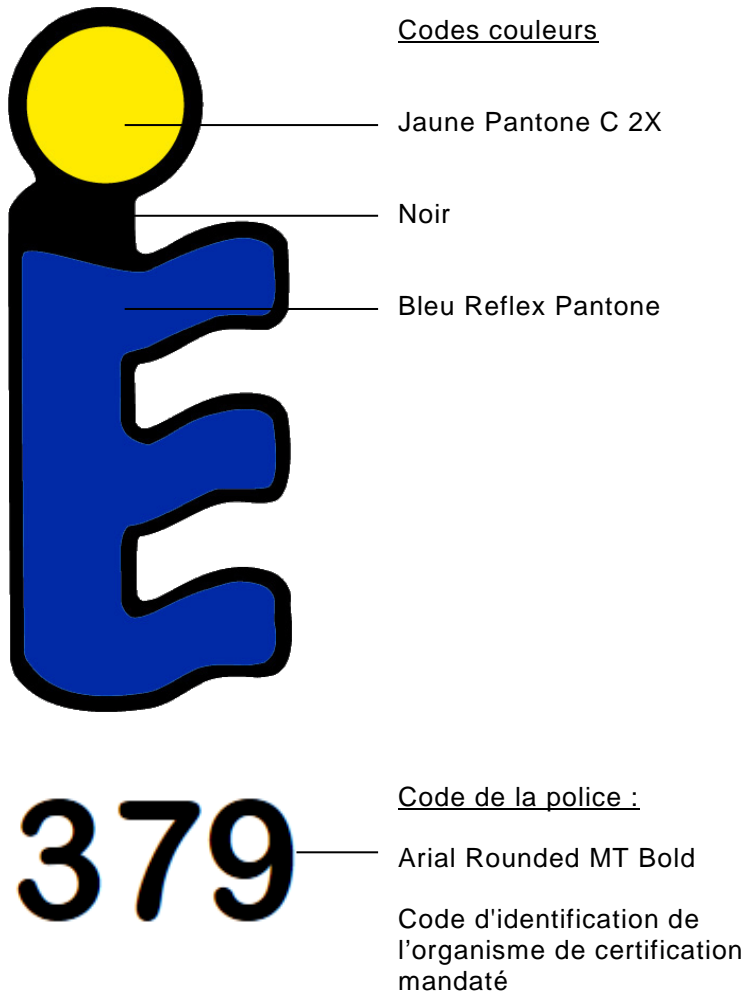 Codes couleurs
Jaune Pantone C 2X
Noir
Bleu Reflex Pantone
379
Code de la police :
Arial Rounded MT Bold
Code d'identification de
l’organisme de certification
mandaté